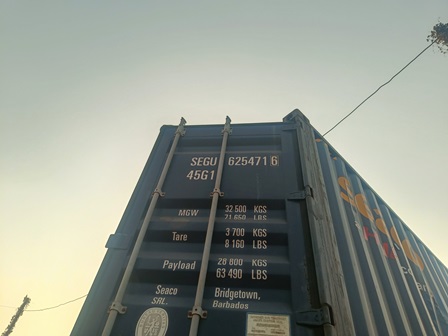 SEGU 625471 6
45G1
MGW 32 500 KGS
71 650 LBS
Tare 3 700 KGS
8 160 LBS
Payload 28 800 KGS
63 490 LBS
Seaco Bridgetown,
SRL. Barbados